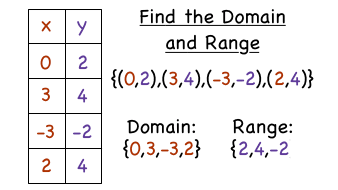 x y
0 2
3 4
-3 -2
2 4
Find the Domain
and Range
{(0,2),(3,4),(-3,-2),(2,4)}
Domain: Range:
{0,3,-3,2} {2,4,-2